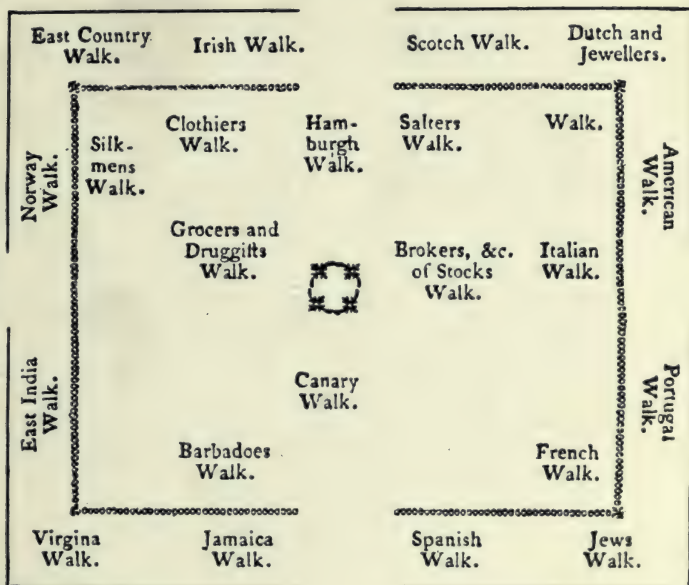 East Country
Walk.
Irish Walk.
Scotch Walk.
Dutch and
Jewellers.
Norway
Walk.
Silk-
mens
Walk.
Clothiers
Walk.
Ham-
burgh
Walk.
Salters
Walk.
Walk.
American
Walk.
Grocers and
Druggiſts
Walk.
Brokers, &c.
of Stocks
Walk.
Italian
Walk.
East India
Walk.
Canary
Walk.
Portugal
Walk.
Barbadoes
Walk.
French
Walk.
Virgina
Walk.
Jamaica
Walk.
Spanish
Walk.
Jews
Walk.